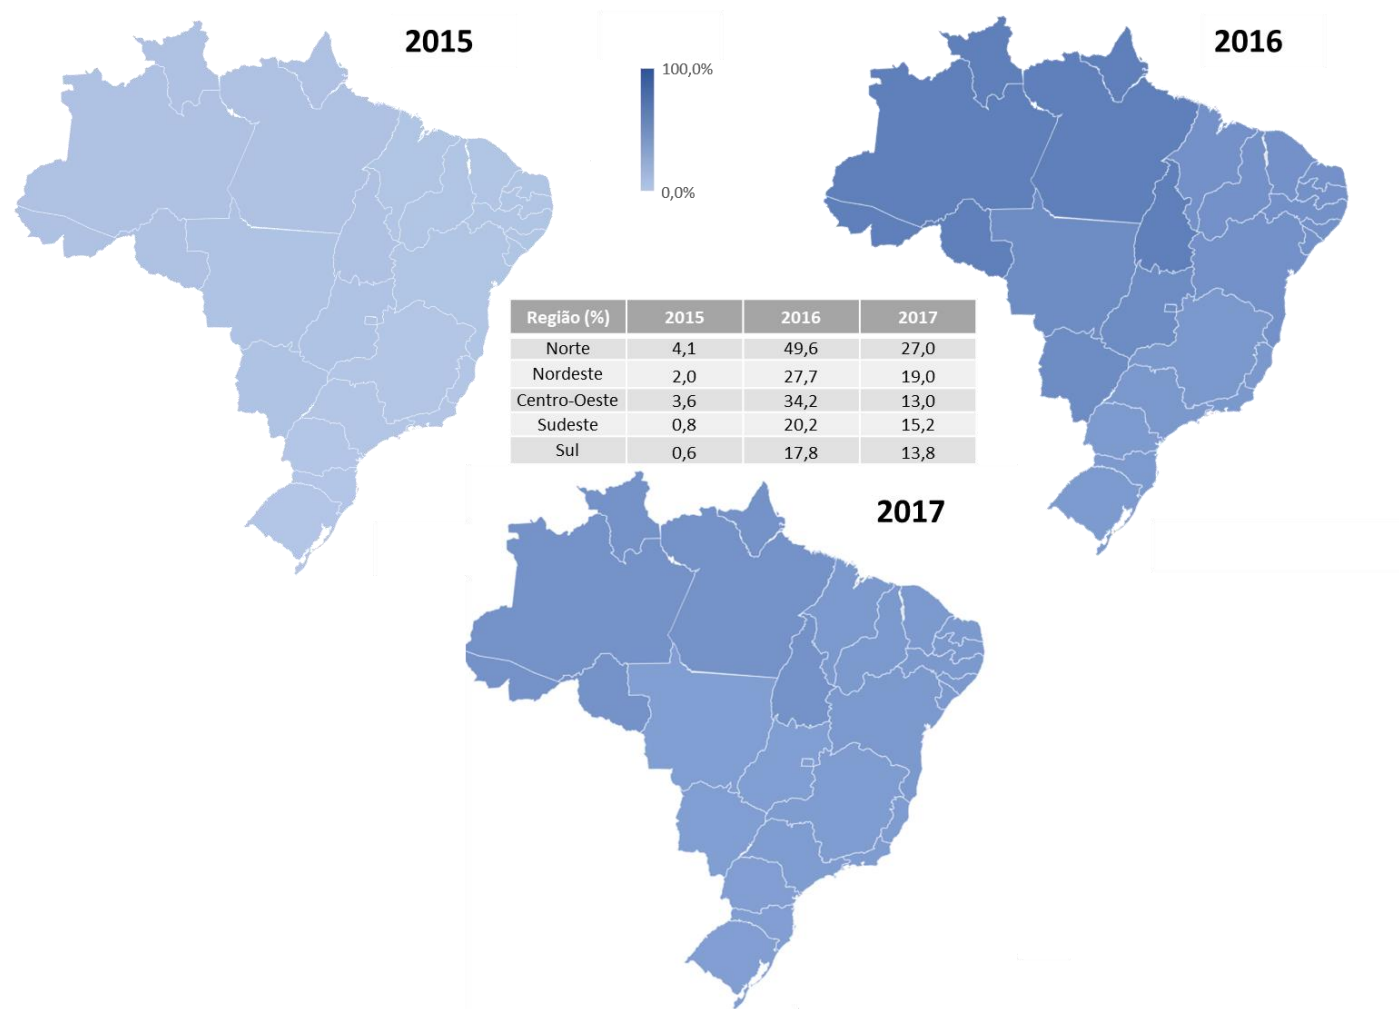 2015
2016
100,0%
0,0%
Região (%) 2015 2016 2017
Norte 4,1 49,6 27,0
Nordeste 2,0 27,7 19,0
Centro-Oeste 3,6 34,2 13,0
Sudeste 0,8 20,2 15,2
Sul 0,6 17,8 13,8
2017